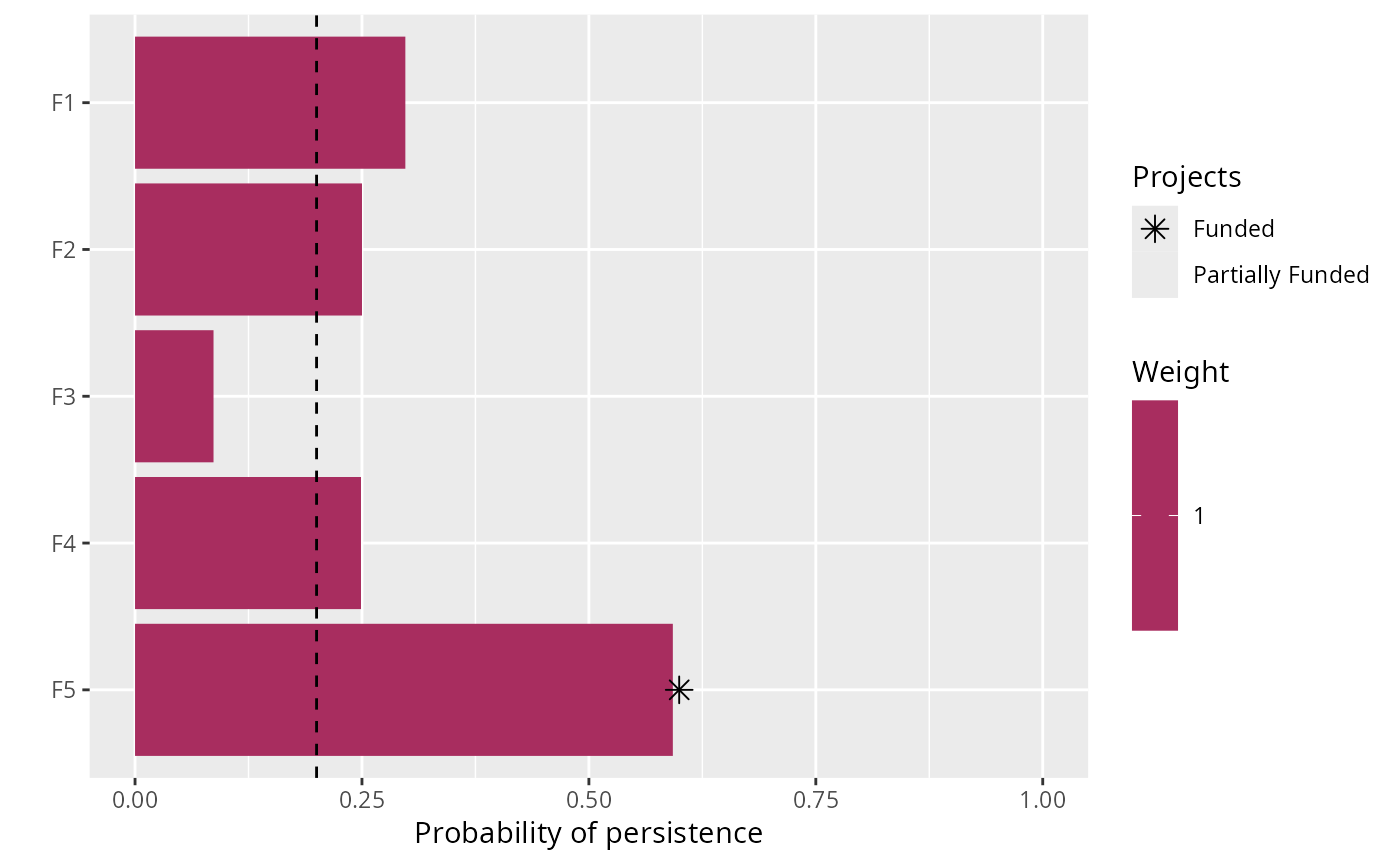 F1
F2
F3
F4
F5
0.00 0.25 0.50 0.75 1.00
Probability of persistence
Projects
Funded
Partially Funded
Weight
1